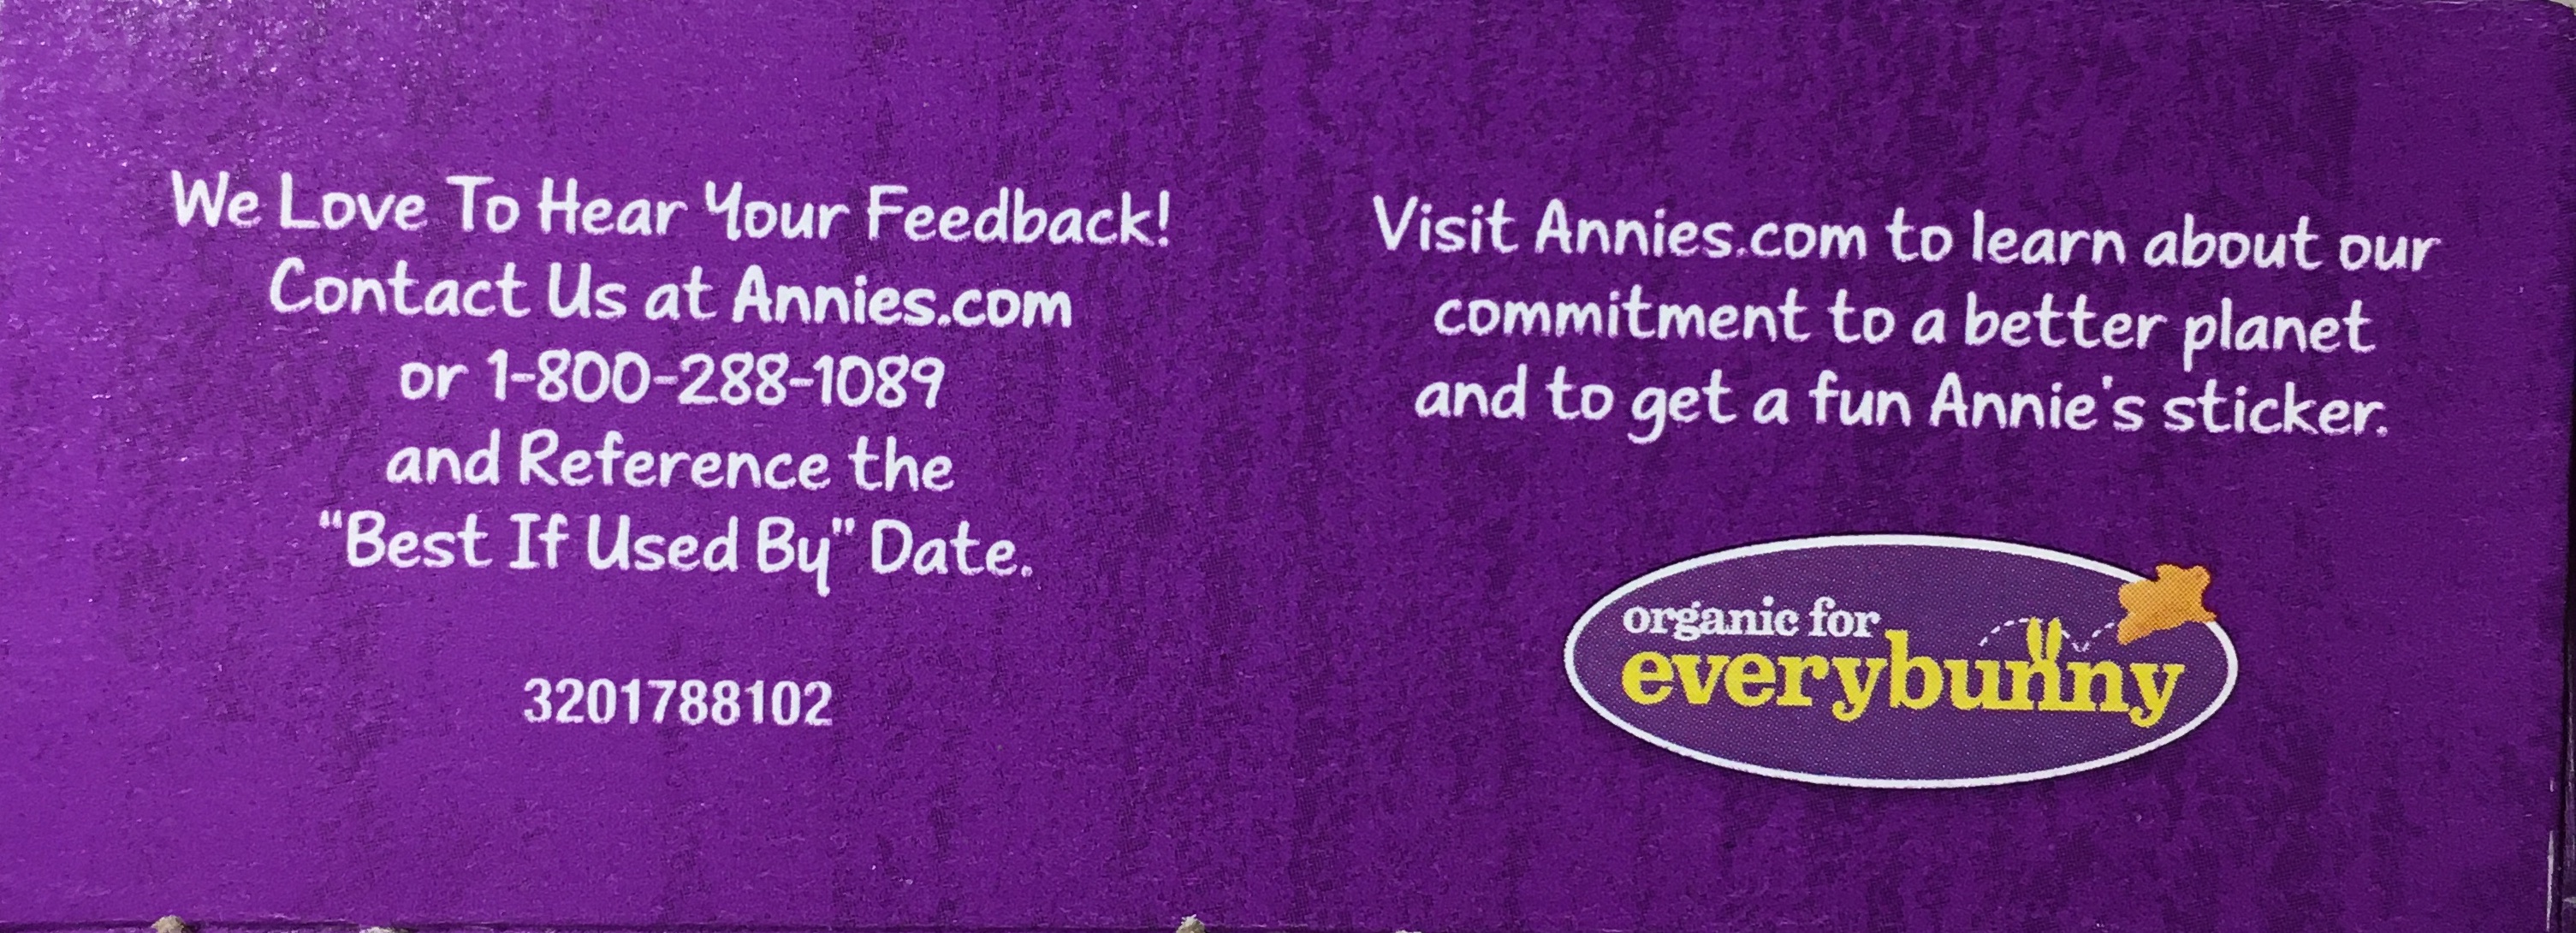 We Love To Hear Your Feedback!
Contact Us at Annies.com
or 1-800-288-1089
and Reference the
“Best If Used By” Date.
3201788102
Visit Annies.com to learn about our
commitment to a better planet
and to get a fun Annie's sticker.
organic for
everybunny